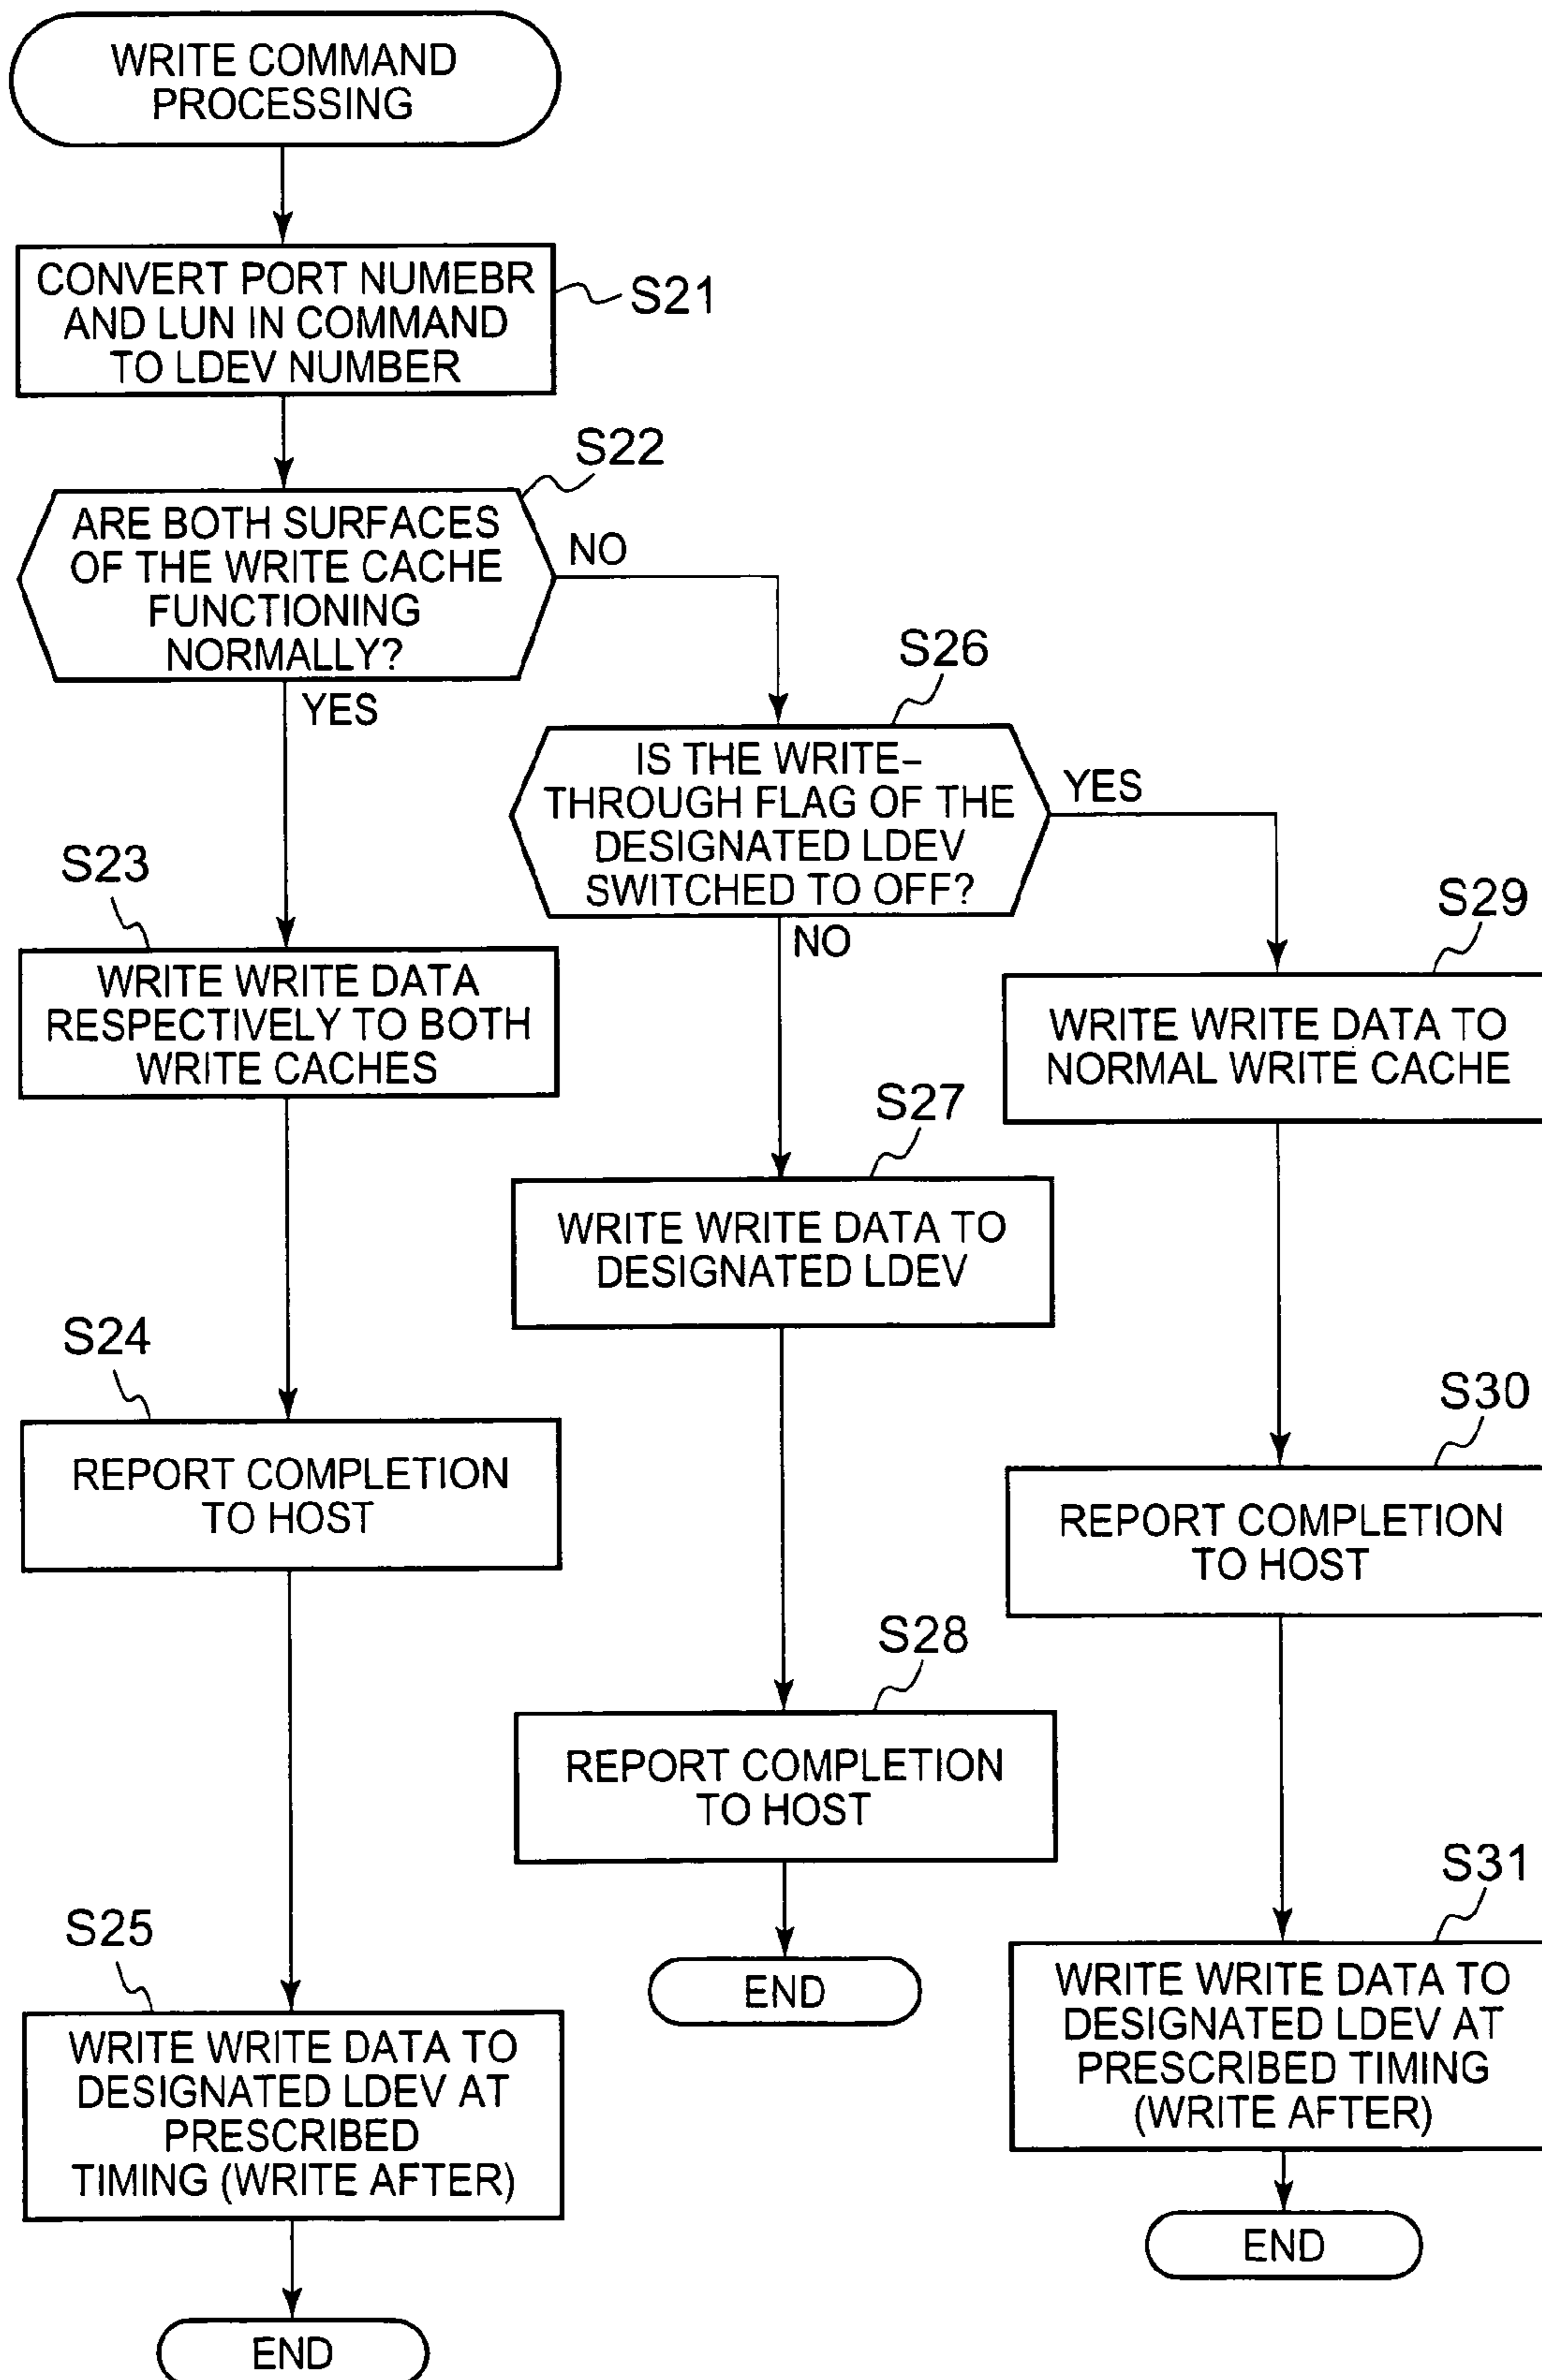 WRITE COMMAND
PROCESSING
CONVERT PORT NUMEBR
AND LUN IN COMMAND
TO LDEV NUMBER
S21
S22
ARE BOTH SURFACES
OF THE WRITE CACHE
FUNCTIONING
NORMALLY?
NO
YES
S26
IS THE WRITE-
THROUGH FLAG OF THE
DESIGNATED LDEV
SWITCHED TO OFF?
YES
NO
S23
WRITE WRITE DATA
RESPECTIVELY TO BOTH
WRITE CACHES
S29
WRITE WRITE DATA TO
NORMAL WRITE CACHE
S27
WRITE WRITE DATA TO
DESIGNATED LDEV
S24
REPORT COMPLETION
TO HOST
S30
REPORT COMPLETION
TO HOST
S28
REPORT COMPLETION
TO HOST
END
S25
WRITE WRITE DATA TO
DESIGNATED LDEV AT
PRESCRIBED
TIMING (WRITE AFTER)
END
S31
WRITE WRITE DATA TO
DESIGNATED LDEV AT
PRESCRIBED TIMING
(WRITE AFTER)
END